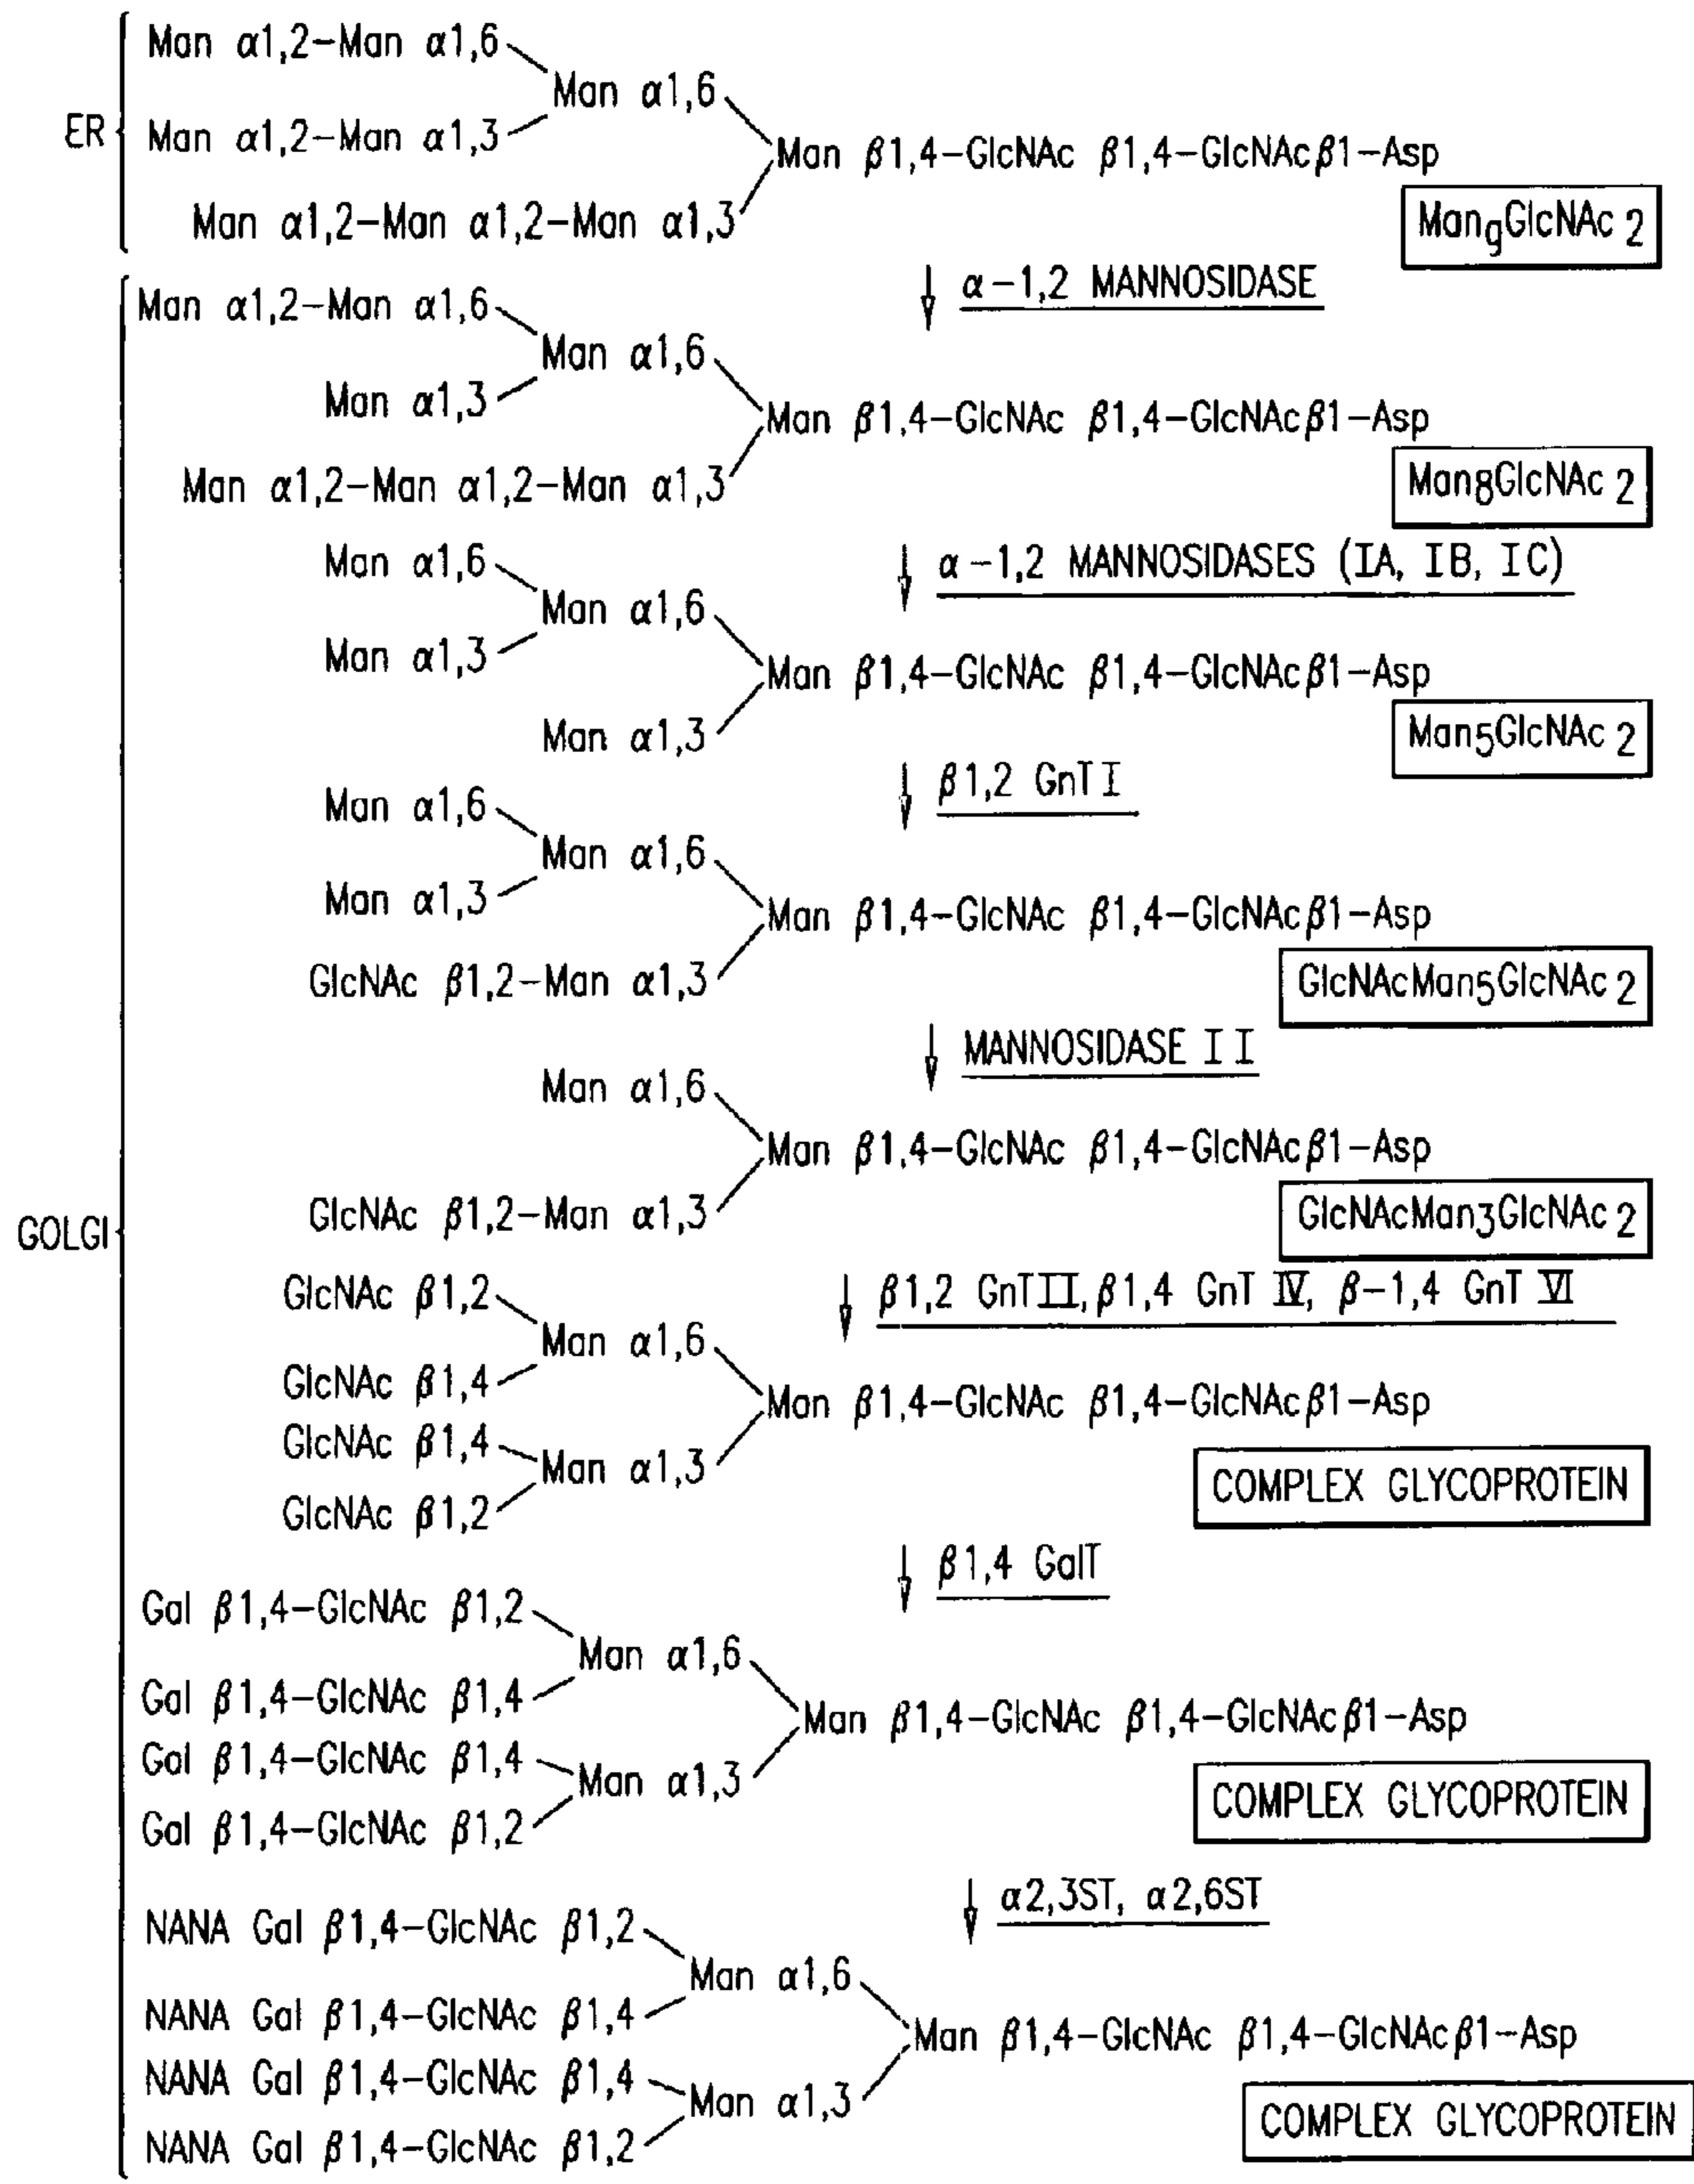 ER
Man α1,2-Man α1,6
Man α1,6
Man α1,2-Man α1,3
Man β1,4-GlcNAc β1,4-GlcNAcβ1-Asp
Man α1,2-Man α1,2-Man α1,3
Man9GlcNAc2
α-1,2 MANNOSIDASE
GOLGI
Man α1,2-Man α1,6
Man α1,6
Man α1,3
Man β1,4-GlcNAc β1,4-GlcNAcβ1-Asp
Man α1,2-Man α1,2-Man α1,3
Man8GlcNAc2
α-1,2 MANNOSIDASES (IA, IB, IC)
Man α1,6
Man α1,6
Man α1,3
Man β1,4-GlcNAc β1,4-GlcNAcβ1-Asp
Man α1,3
Man5GlcNAc2
β1,2 GnTI
Man α1,6
Man α1,6
Man α1,3
Man β1,4-GlcNAc β1,4-GlcNAcβ1-Asp
GlcNAc β1,2-Man α1,3
GlcNAcMan5GlcNAc2
MANNOSIDASE II
Man α1,6
Man β1,4-GlcNAc β1,4-GlcNAcβ1-Asp
GlcNAc β1,2-Man α1,3
GlcNAcMan3GlcNAc2
β1,2 GnTII, β1,4 GnT IV, β-1,4 GnT VI
GlcNAc β1,2
Man α1,6
GlcNAc β1,4
Man β1,4-GlcNAc β1,4-GlcNAcβ1-Asp
GlcNAc β1,4
Man α1,3
GlcNAc β1,2
COMPLEX GLYCOPROTEIN
β1,4 GalT
Gal β1,4-GlcNAc β1,2
Man α1,6
Gal β1,4-GlcNAc β1,4
Man β1,4-GlcNAc β1,4-GlcNAcβ1-Asp
Gal β1,4-GlcNAc β1,4
Man α1,3
Gal β1,4-GlcNAc β1,2
COMPLEX GLYCOPROTEIN
α2,3ST, α2,6ST
NANA Gal β1,4-GlcNAc β1,2
Man α1,6
NANA Gal β1,4-GlcNAc β1,4
Man β1,4-GlcNAc β1,4-GlcNAcβ1-Asp
NANA Gal β1,4-GlcNAc β1,4
Man α1,3
NANA Gal β1,4-GlcNAc β1,2
COMPLEX GLYCOPROTEIN